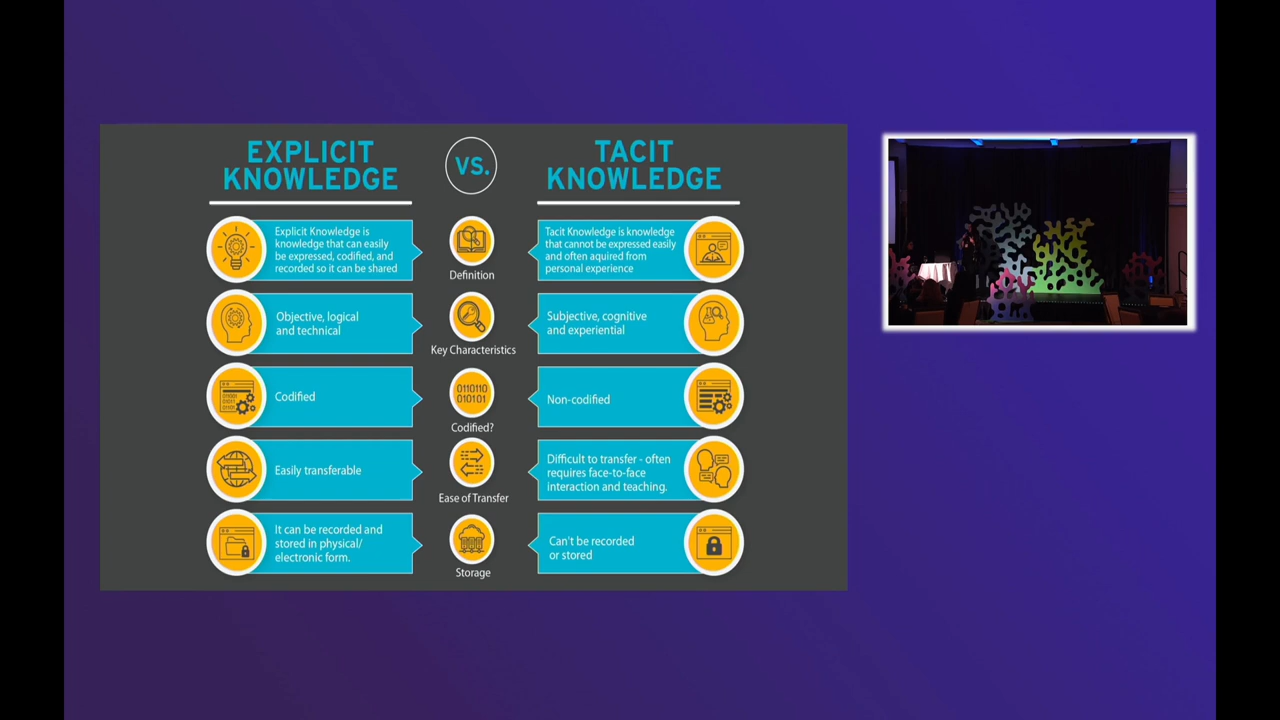 EXPLICIT
KNOWLEDGE
VS.
TACIT
KNOWLEDGE
Explicit Knowledge is
knowledge that can easily
be expressed, codified, and
recorded so it can be shared
Definition
Tacit Knowledge is knowledge
that cannot be expressed easily
and often aquired from
personal experience
Objective, logical
and technical
Key Characteristics
Subjective, cognitive
and experiential
Codified
0110110
010101
Codified?
Non-codified
Easily transferable
Ease of Transfer
Difficult to transfer - often
requires face-to-face
interaction and teaching.
It can be recorded and
stored in physical/
electronic form.
Storage
Can't be recorded
or stored